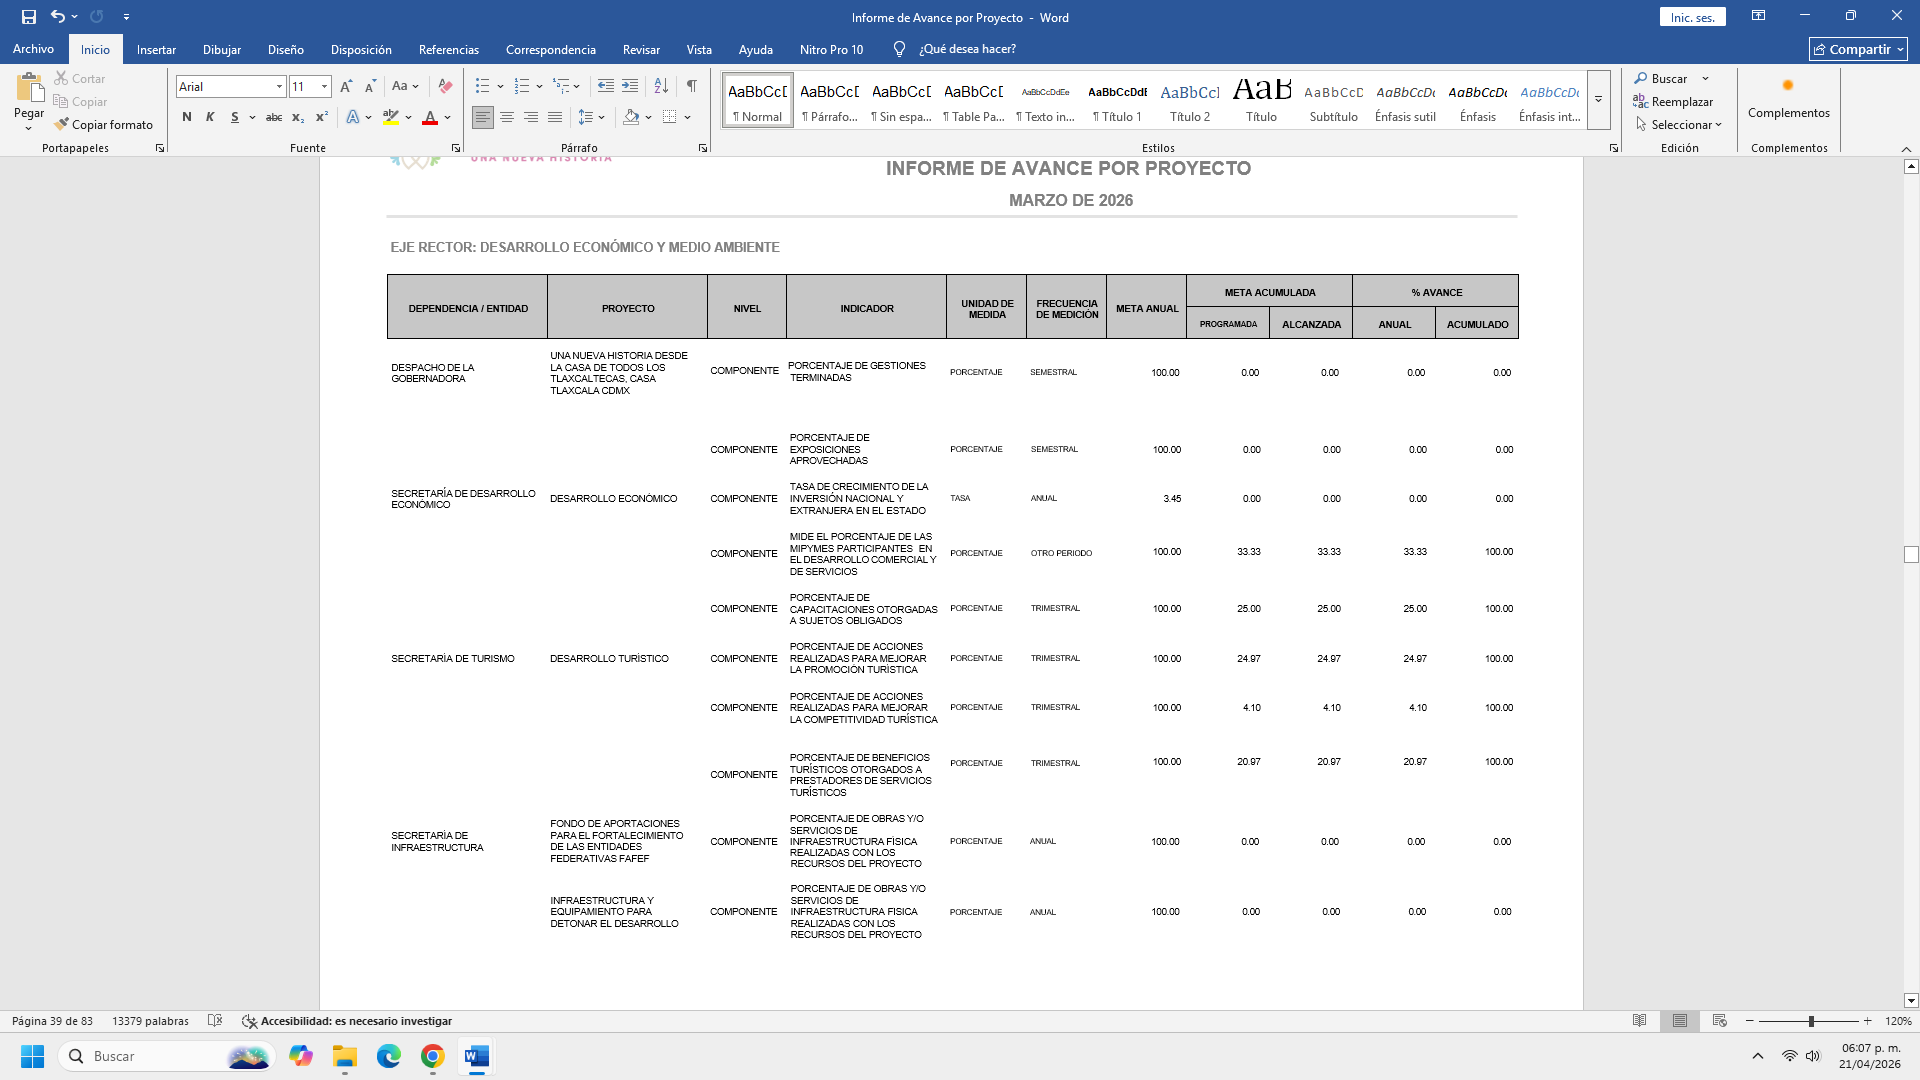 Informe de Avance por Proyecto - Word
Inic. ses.
Archivo Inicio Insertar Dibujar Diseño Disposición Referencias Correspondencia Revisar Vista Ayuda Nitro Pro 10 ¿Qué desea hacer? Compartir
Pegar
Cortar
Copiar
Copiar formato
Portapapeles
Arial 11
Aa
N K S abc x₂ x²
Fuente
Párrafo
AaBbCcD ¶ Normal
AaBbCcD ¶ Párrafo...
AaBbCcD ¶ Sin espa...
AaBbCcD ¶ Table Pa...
AaBbCcDdEe ¶ Texto in...
AaBbCcDdE ¶ Título 1
AaBbCcI Título 2
AaB Título
AaBbCcD Subtítulo
AaBbCcDc Énfasis sutil
AaBbCcDc Énfasis
AaBbCcDc Énfasis int...
Estilos
Buscar
Reemplazar
Seleccionar
Edición
Complementos
Complementos
UNA NUEVA HISTORIA
INFORME DE AVANCE POR PROYECTO
MARZO DE 2026
EJE RECTOR: DESARROLLO ECONÓMICO Y MEDIO AMBIENTE
DEPENDENCIA / ENTIDAD PROYECTO NIVEL INDICADOR UNIDAD DE MEDIDA FRECUENCIA DE MEDICIÓN META ANUAL META ACUMULADA % AVANCE
PROGRAMADA ALCANZADA ANUAL ACUMULADO
DESPACHO DE LA GOBERNADORA UNA NUEVA HISTORIA DESDE LA CASA DE TODOS LOS TLAXCALTECAS, CASA TLAXCALA CDMX COMPONENTE PORCENTAJE DE GESTIONES TERMINADAS PORCENTAJE SEMESTRAL 100.00 0.00 0.00 0.00 0.00
COMPONENTE PORCENTAJE DE EXPOSICIONES APROVECHADAS PORCENTAJE SEMESTRAL 100.00 0.00 0.00 0.00 0.00
SECRETARÍA DE DESARROLLO ECONÓMICO DESARROLLO ECONÓMICO COMPONENTE TASA DE CRECIMIENTO DE LA INVERSIÓN NACIONAL Y EXTRANJERA EN EL ESTADO TASA ANUAL 3.45 0.00 0.00 0.00 0.00
COMPONENTE MIDE EL PORCENTAJE DE LAS MIPYMES PARTICIPANTES EN EL DESARROLLO COMERCIAL Y DE SERVICIOS PORCENTAJE OTRO PERIODO 100.00 33.33 33.33 33.33 100.00
COMPONENTE PORCENTAJE DE CAPACITACIONES OTORGADAS A SUJETOS OBLIGADOS PORCENTAJE TRIMESTRAL 100.00 25.00 25.00 25.00 100.00
SECRETARÍA DE TURISMO DESARROLLO TURÍSTICO COMPONENTE PORCENTAJE DE ACCIONES REALIZADAS PARA MEJORAR LA PROMOCIÓN TURÍSTICA PORCENTAJE TRIMESTRAL 100.00 24.97 24.97 24.97 100.00
COMPONENTE PORCENTAJE DE ACCIONES REALIZADAS PARA MEJORAR LA COMPETITIVIDAD TURÍSTICA PORCENTAJE TRIMESTRAL 100.00 4.10 4.10 4.10 100.00
COMPONENTE PORCENTAJE DE BENEFICIOS TURÍSTICOS OTORGADOS A PRESTADORES DE SERVICIOS TURÍSTICOS PORCENTAJE TRIMESTRAL 100.00 20.97 20.97 20.97 100.00
SECRETARÍA DE INFRAESTRUCTURA FONDO DE APORTACIONES PARA EL FORTALECIMIENTO DE LAS ENTIDADES FEDERATIVAS FAFEF COMPONENTE PORCENTAJE DE OBRAS Y/O SERVICIOS DE INFRAESTRUCTURA FÍSICA REALIZADAS CON LOS RECURSOS DEL PROYECTO PORCENTAJE ANUAL 100.00 0.00 0.00 0.00 0.00
INFRAESTRUCTURA Y EQUIPAMIENTO PARA DETONAR EL DESARROLLO COMPONENTE PORCENTAJE DE OBRAS Y/O SERVICIOS DE INFRAESTRUCTURA FISICA REALIZADAS CON LOS RECURSOS DEL PROYECTO PORCENTAJE ANUAL 100.00 0.00 0.00 0.00 0.00
Página 39 de 83 13379 palabras Accesibilidad: es necesario investigar 120%
Buscar
06:07 p. m.
21/04/2026